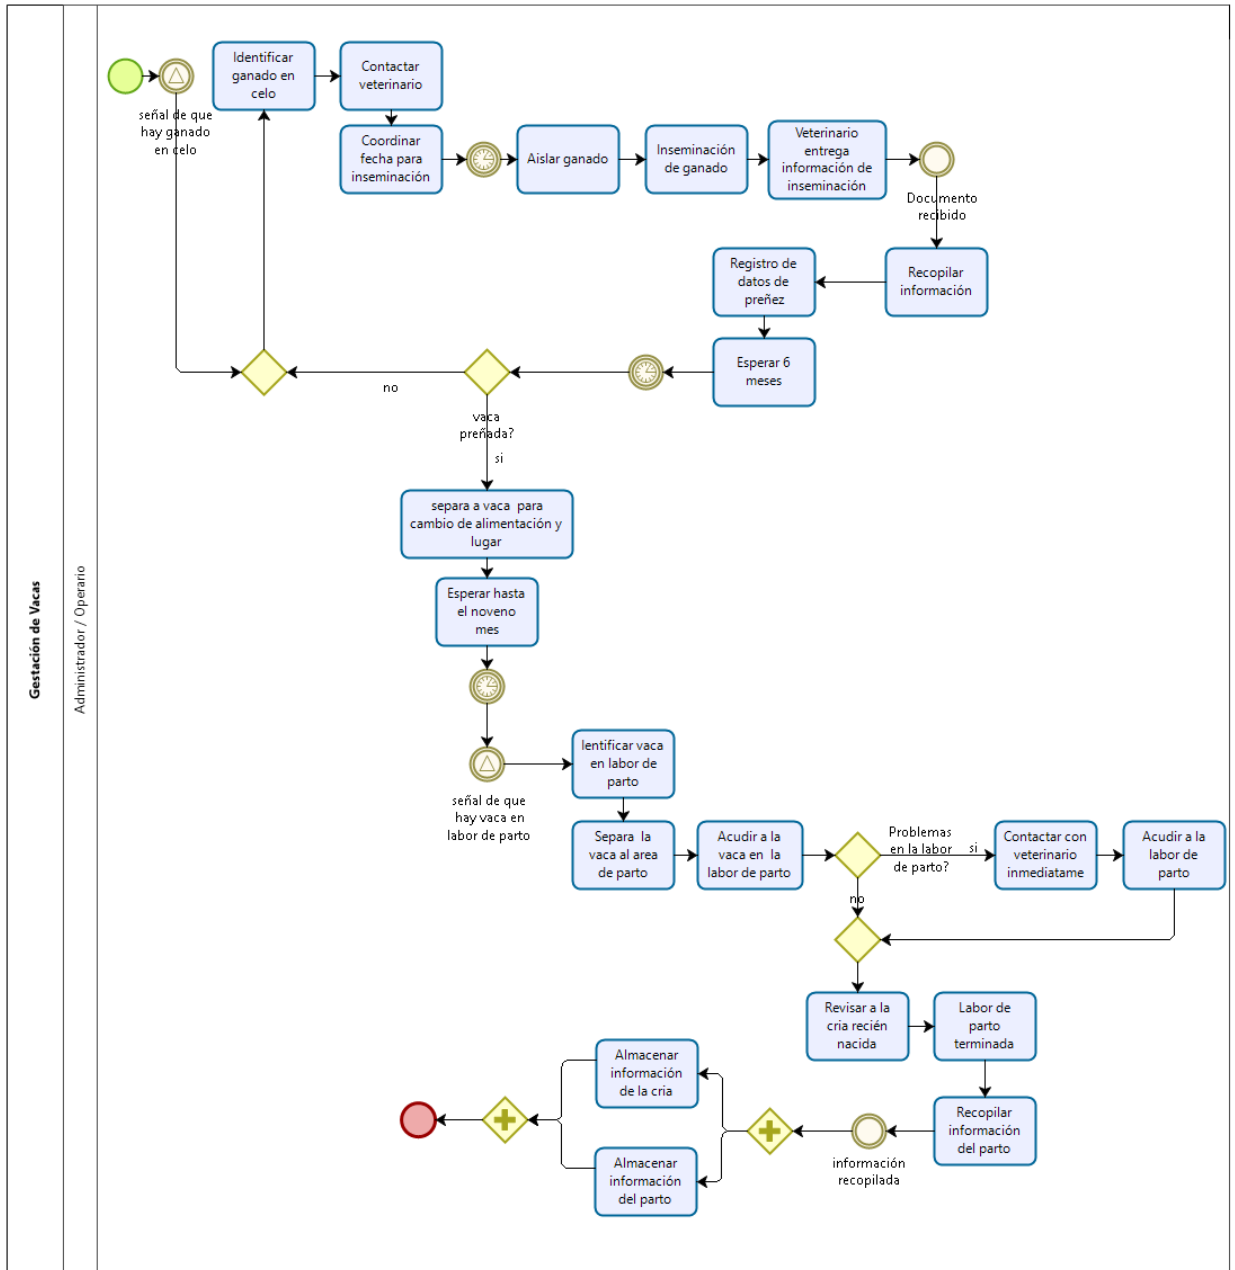 Gestación de Vacas
Administrador / Operario
señal de que
hay ganado
en celo
Identificar
ganado en
celo
Contactar
veterinario
Coordinar
fecha para
inseminación
Aislar ganado
Inseminación
de ganado
Veterinario
entrega
información de
inseminación
Documento
recibido
Recopilar
información
Registro de
datos de
preñez
Esperar 6
meses
vaca
preñada?
no
si
separa a vaca para
cambio de alimentación y
lugar
Esperar hasta
el noveno
mes
señal de que
hay vaca en
labor de parto
Ientificar vaca
en labor de
parto
Separa la
vaca al area
de parto
Acudir a la
vaca en la
labor de parto
Problemas
en la labor
de parto?
si
no
Contactar con
veterinario
inmediatame
Acudir a la
labor de
parto
Revisar a la
cria recién
nacida
Labor de
parto
terminada
Recopilar
información
del parto
información
recopilada
Almacenar
información
de la cria
Almacenar
información
del parto